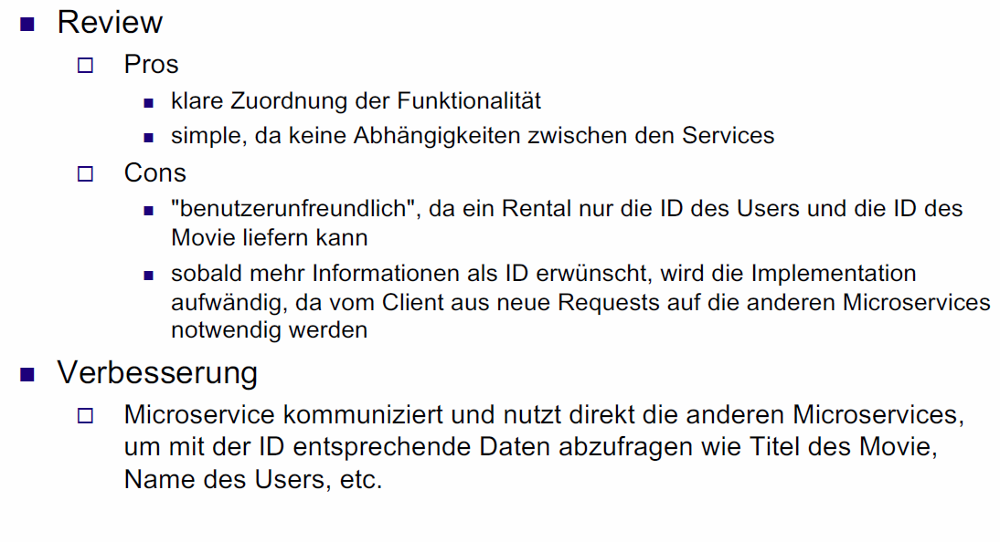 Review
Pros
klare Zuordnung der Funktionalität
simple, da keine Abhängigkeiten zwischen den Services
Cons
"benutzerunfreundlich", da ein Rental nur die ID des Users und die ID des
Movie liefern kann
sobald mehr Informationen als ID erwünscht, wird die Implementation
aufwändig, da vom Client aus neue Requests auf die anderen Microservices
notwendig werden
Verbesserung
Microservice kommuniziert und nutzt direkt die anderen Microservices,
um mit der ID entsprechende Daten abzufragen wie Titel des Movie,
Name des Users, etc.